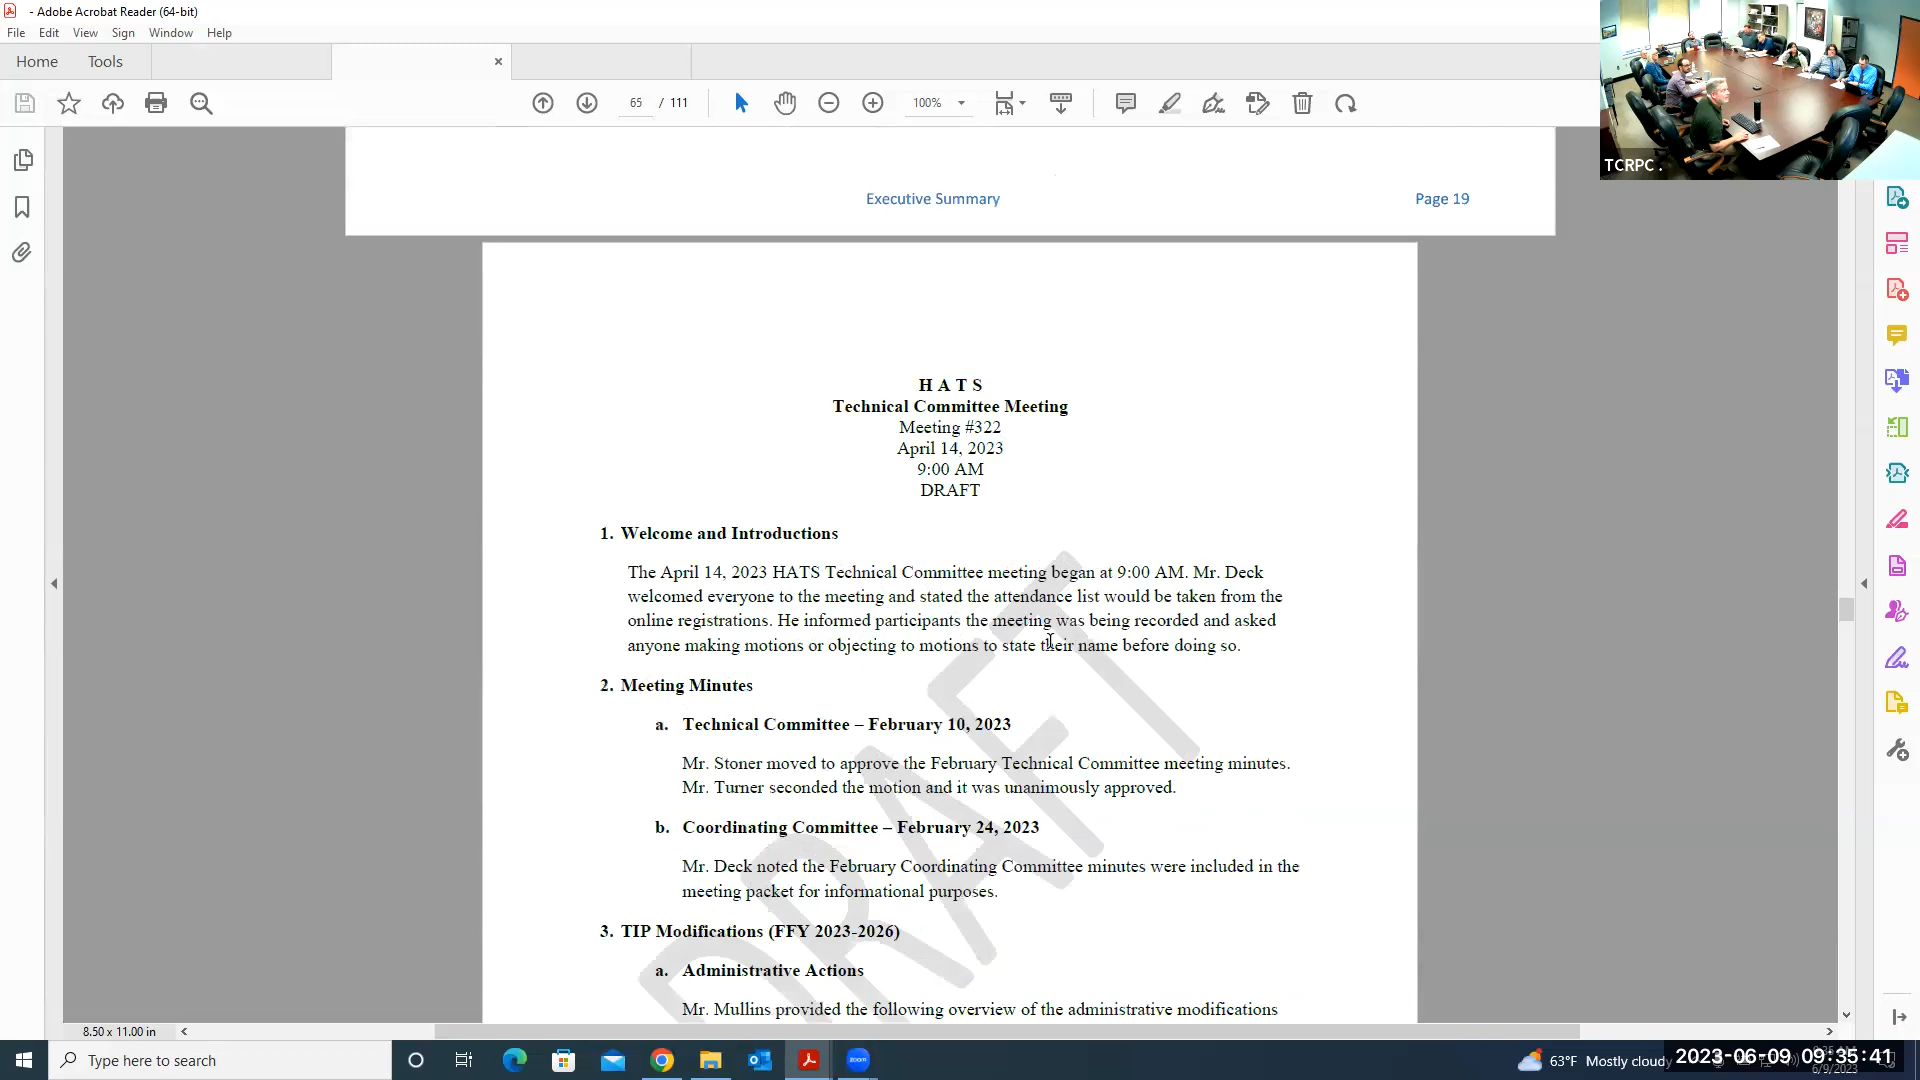 - Adobe Acrobat Reader (64-bit)
File Edit View Sign Window Help
Home Tools
65 / 111
100%
TCRPC .
Executive Summary Page 19
H A T S
Technical Committee Meeting
Meeting #322
April 14, 2023
9:00 AM
DRAFT
1. Welcome and Introductions
The April 14, 2023 HATS Technical Committee meeting began at 9:00 AM. Mr. Deck
welcomed everyone to the meeting and stated the attendance list would be taken from the
online registrations. He informed participants the meeting was being recorded and asked
anyone making motions or objecting to motions to state their name before doing so.
2. Meeting Minutes
a. Technical Committee – February 10, 2023
Mr. Stoner moved to approve the February Technical Committee meeting minutes.
Mr. Turner seconded the motion and it was unanimously approved.
b. Coordinating Committee – February 24, 2023
Mr. Deck noted the February Coordinating Committee minutes were included in the
meeting packet for informational purposes.
3. TIP Modifications (FFY 2023-2026)
a. Administrative Actions
Mr. Mullins provided the following overview of the administrative modifications
DRAFT
8.50 x 11.00 in
Type here to search
zoom
63°F Mostly cloudy
2023-06-09 09:35:41
6/9/2023